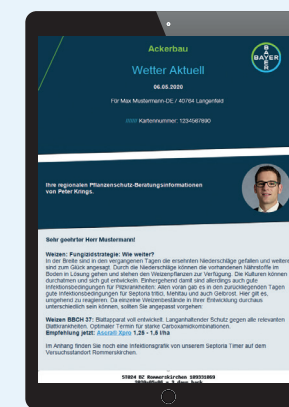 Ackerbau
BAYER
BAYER
Wetter Aktuell
06.05.2020
Für Max Mustermann-DE / 40764 Langenfeld
Kartennummer: 1234567890
Ihre regionalen Pflanzenschutz-Beratungsinformationen
von Peter Krings.
Sehr geehrter Herr Mustermann!
Weizen: Fungizidstrategie: Wie weiter?
In der Breite sind in den vergangenen Tagen die ersehnten Niederschläge gefallen und weitere
sind zum Glück angesagt. Durch die Niederschläge können die vorhandenen Nährstoffe im
Boden in Lösung gehen und stehen den Weizenpflanzen zur Verfügung. Die Kulturen können
durchatmen und sich gut entwickeln. Einhergehend damit sind allerdings auch gute
Infektionsbedingungen für Pilzkrankheiten. Allen voran gab es in den zurückliegenden Tagen
gute Infektionsbedingungen für Septoria tritici, Mehltau und auch Gelbrost. Hier gilt es,
umgehend zu reagieren. Da einzelne Weizenbestände in ihrer Entwicklung durchaus
unterschiedlich sein können, sollten Sie angepasst vorgehen:
Weizen BBCH 37: Blattapparat voll entwickelt. Langanhaltender Schutz gegen alle relevanten
Blattkrankheiten. Optimaler Termin für starke Carboxamidkombinationen.
Empfehlung jetzt: Ascra® Xpro 1,25 - 1,5 l/ha
Im Anhang finden Sie noch eine Infektionsgrafik von unserem Septoria Timer auf dem
Versuchsstandort Rommerskirchen.
57024 DZ Rommerskirchen